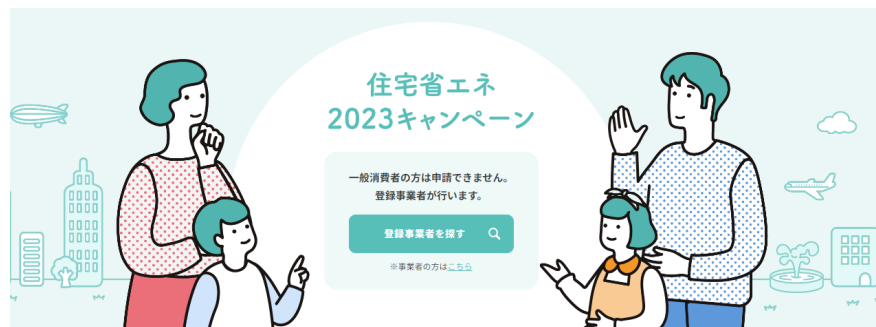 住宅省エネ
2023キャンペーン
一般消費者の方は申請できません。
登録事業者が行います。
登録事業者を探す
※事業者の方はこちら